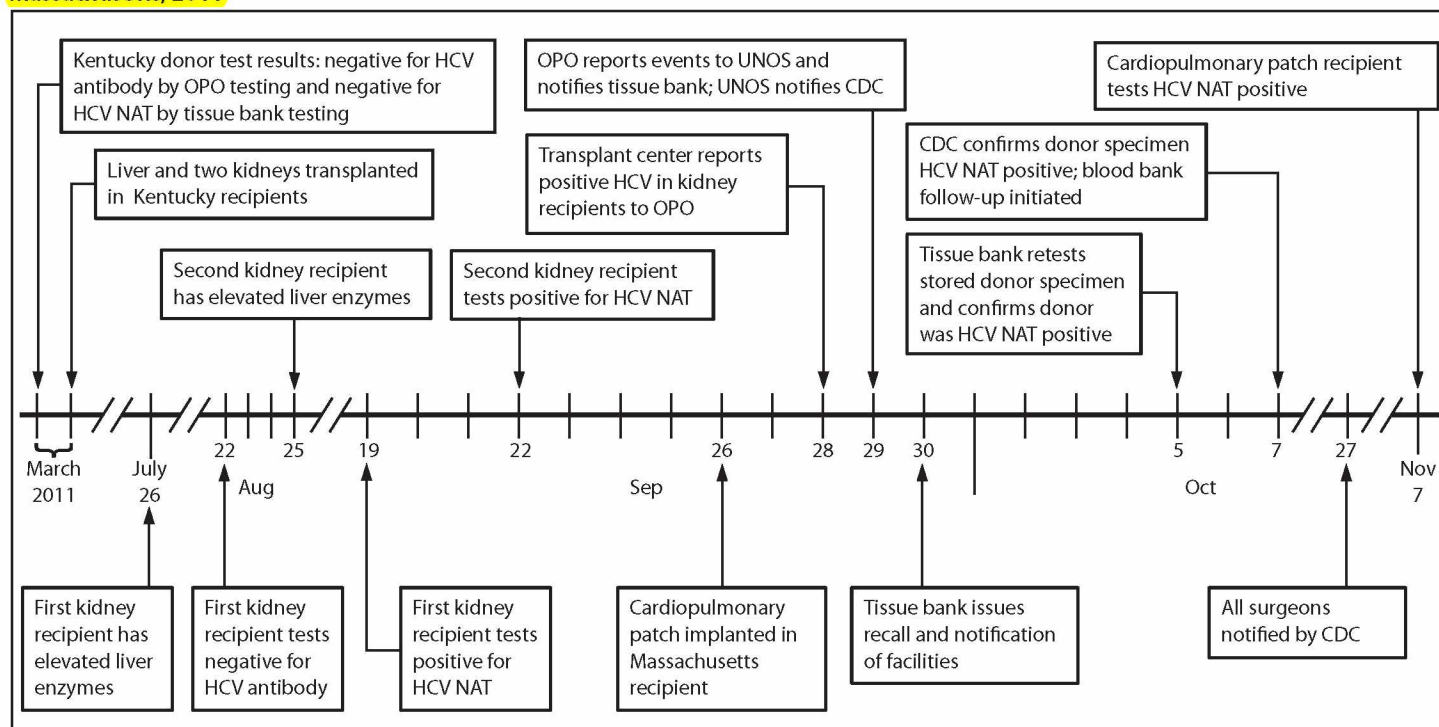 Kentucky donor test results: negative for HCV
antibody by OPO testing and negative for
HCV NAT by tissue bank testing
Liver and two kidneys transplanted
in Kentucky recipients
Second kidney recipient
has elevated liver enzymes
OPO reports events to UNOS and
notifies tissue bank; UNOS notifies CDC
Transplant center reports
positive HCV in kidney
recipients to OPO
Second kidney recipient
tests positive for HCV NAT
Cardiopulmonary patch recipient
tests HCV NAT positive
CDC confirms donor specimen
HCV NAT positive; blood bank
follow-up initiated
Tissue bank retests
stored donor specimen
and confirms donor
was HCV NAT positive
March
2011
July
26
22
25
Aug
19
22
26
28
29
30
Sep
5
7
27
Oct
Nov
7
First kidney
recipient has
elevated liver
enzymes
First kidney
recipient tests
negative for
HCV antibody
First kidney
recipient tests
positive for
HCV NAT
Cardiopulmonary
patch implanted in
Massachusetts
recipient
Tissue bank issues
recall and notification
of facilities
All surgeons
notified by CDC